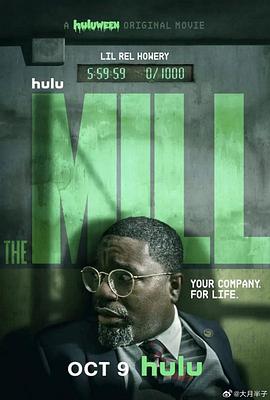 A huluween ORIGINAL MOVIE
LIL REL HOWERY
5:59:59 0/1000
hulu
THE MILL
YOUR COMPANY.
FOR LIFE.
OCT 9 hulu
@大月半子